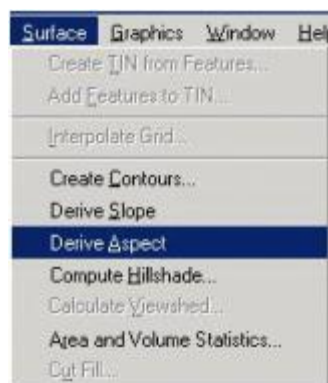 Surface Graphics Window Hel
Create TIN from Features...
Add Features to TIN...
Interpolate Grid...
Create Contours...
Derive Slope
Derive Aspect
Compute Hillshade...
Calculate Viewshed...
Area and Volume Statistics...
Cut Fill...